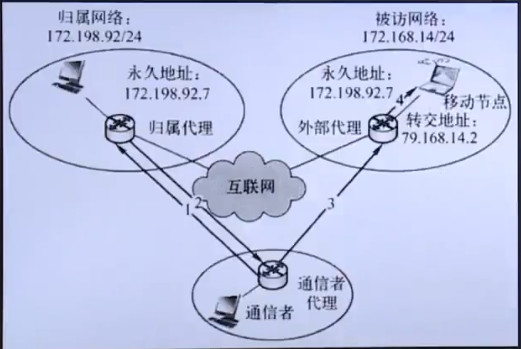 归属网络：
172.198.92/24
被访网络：
172.168.14/24
永久地址：
172.198.92.7
归属代理
永久地址：
172.198.92.7
4
移动节点
外部代理
转交地址：
79.168.14.2
互联网
1
2
3
通信者
代理
通信者